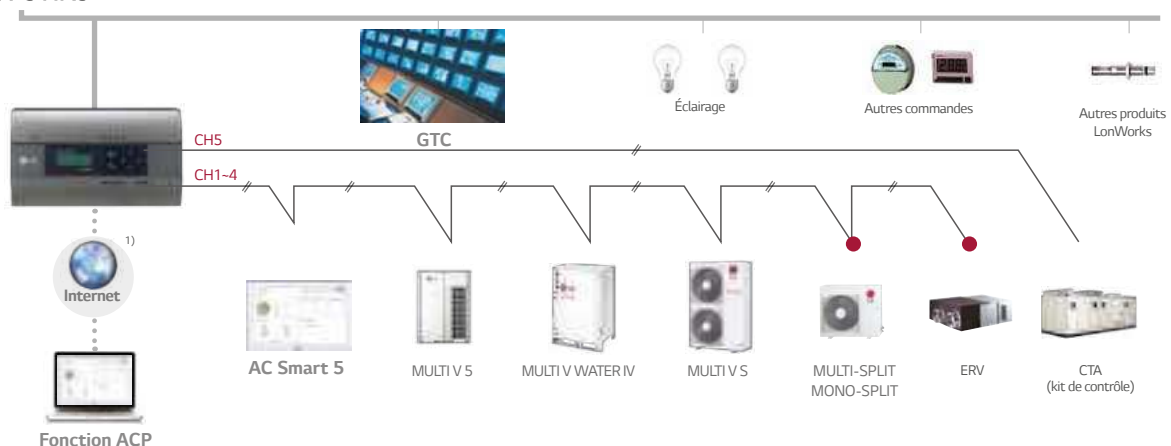 Éclairage
Autres commandes
Autres produits
LonWorks
GTC
CH5
CH1~4
1)
Internet
AC Smart 5
MULTI V 5
MULTI V WATER IV
MULTI V S
MULTI-SPLIT
MONO-SPLIT
ERV
CTA
(kit de contrôle)
Fonction ACP